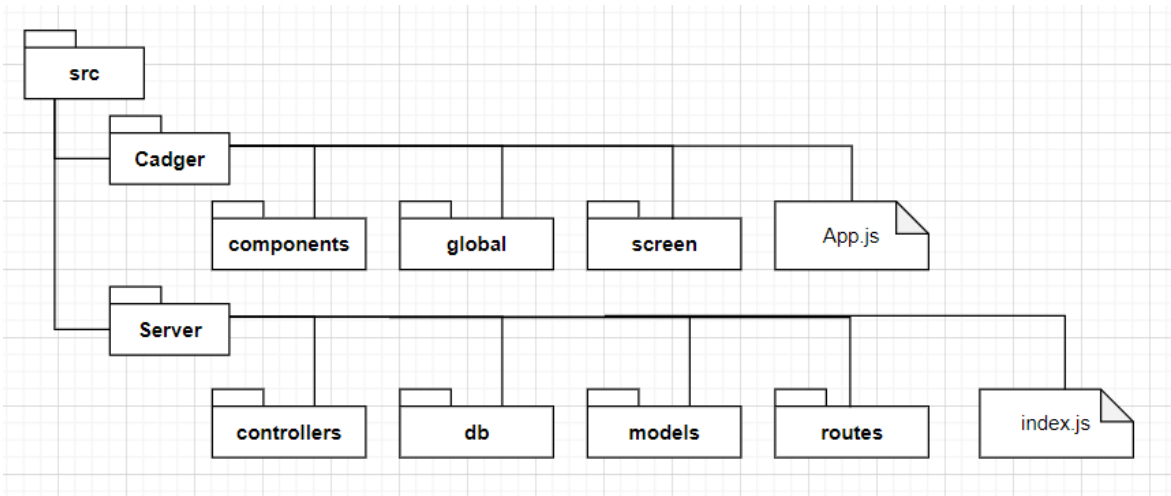 src
Cadger
components
global
screen
App.js
Server
controllers
db
models
routes
index.js